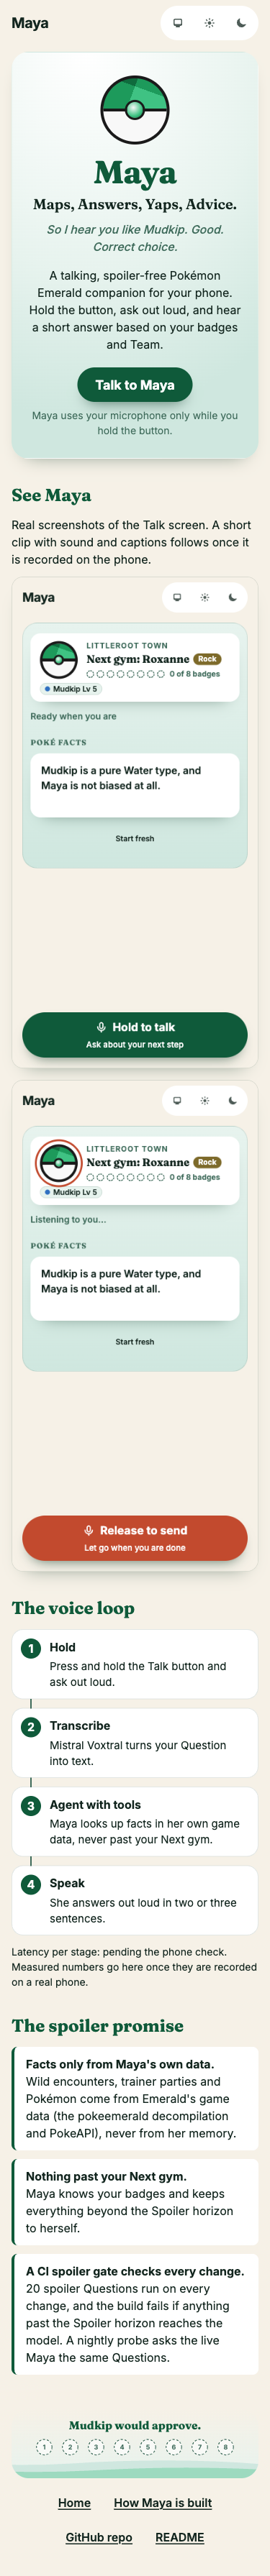 Maya
Maya
Maps, Answers, Yaps, Advice.
So I hear you like Mudkip. Good.
Correct choice.
A talking, spoiler-free Pokémon
Emerald companion for your phone.
Hold the button, ask out loud, and hear
a short answer based on your badges
and Team.
Talk to Maya
Maya uses your microphone only while you
hold the button.
See Maya
Real screenshots of the Talk screen. A short
clip with sound and captions follows once it
is recorded on the phone.
Maya
LITTLEROOT TOWN
Next gym: Roxanne Rock
0 of 8 badges
Mudkip Lv 5
Ready when you are
POKÉ FACTS
Mudkip is a pure Water type, and
Maya is not biased at all.
Start fresh
Hold to talk
Ask about your next step
Maya
LITTLEROOT TOWN
Next gym: Roxanne Rock
0 of 8 badges
Mudkip Lv 5
Listening to you...
POKÉ FACTS
Mudkip is a pure Water type, and
Maya is not biased at all.
Start fresh
Release to send
Let go when you are done
The voice loop
1 Hold
Press and hold the Talk button and
ask out loud.
2 Transcribe
Mistral Voxtral turns your Question
into text.
3 Agent with tools
Maya looks up facts in her own game
data, never past your Next gym.
4 Speak
She answers out loud in two or three
sentences.
Latency per stage: pending the phone check.
Measured numbers go here once they are recorded
on a real phone.
The spoiler promise
Facts only from Maya's own data.
Wild encounters, trainer parties and
Pokémon come from Emerald's game
data (the pokeemerald decompilation
and PokeAPI), never from her memory.
Nothing past your Next gym.
Maya knows your badges and keeps
everything beyond the Spoiler horizon
to herself.
A CI spoiler gate checks every change.
20 spoiler Questions run on every
change, and the build fails if anything
past the Spoiler horizon reaches the
model. A nightly probe asks the live
Maya the same Questions.
Mudkip would approve.
1 2 3 4 5 6 7 8
Home How Maya is built
GitHub repo README